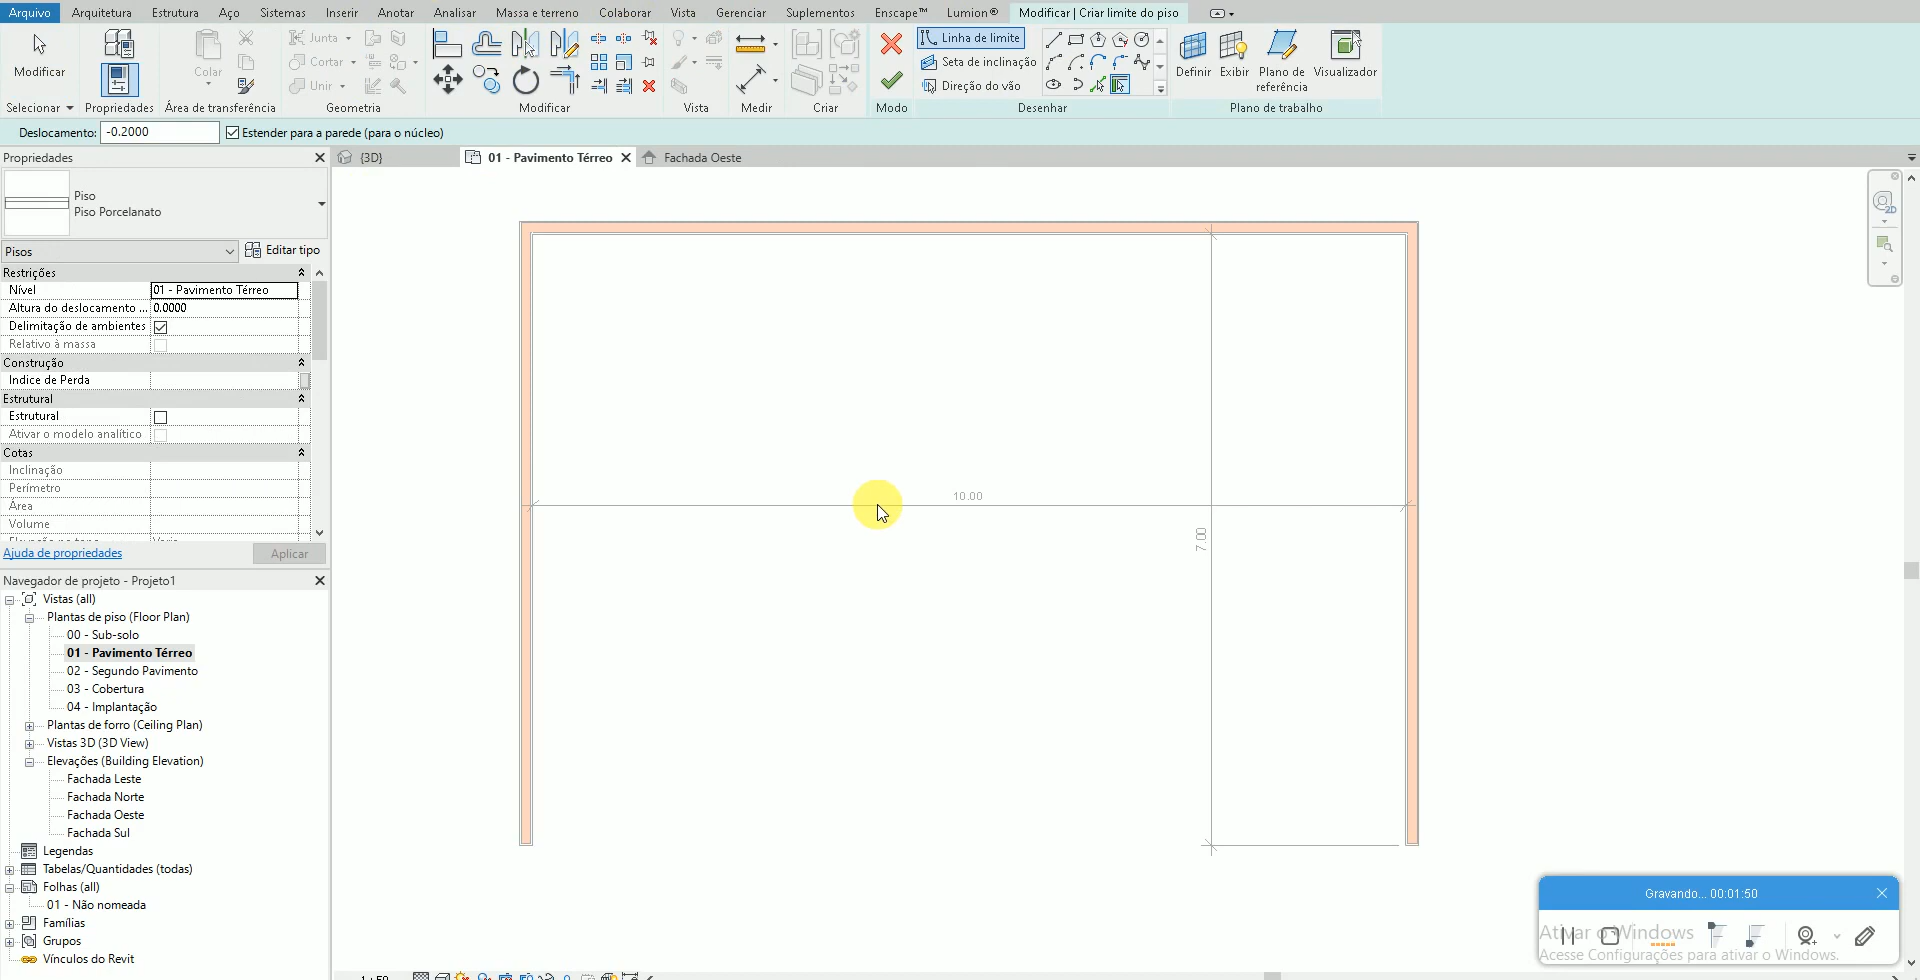 Arquivo Arquitetura Estrutura Aço Sistemas Inserir Anotar Analisar Massa e terreno Colaborar Vista Gerenciar Suplementos Enscape™ Lumion® Modificar | Criar limite do piso
Modificar
Selecionar
Propriedades
Colar
Área de transferência
Junta
Cortar
Unir
Geometria
Modificar
Vista
Medir
Criar
Modo
Linha de limite
Seta de inclinação
Direção do vão
Desenhar
Definir Exibir Plano de referência Visualizador
Plano de trabalho
Deslocamento: -0.2000 Estender para a parede (para o núcleo)
Propriedades
{3D} 01 - Pavimento Térreo Fachada Oeste
Piso
Piso Porcelanato
Pisos Editar tipo
Restrições
Nível 01 - Pavimento Térreo
Altura do deslocamento ... 0.0000
Delimitação de ambientes
Relativo à massa
Construção
Indice de Perda
Estrutural
Estrutural
Ativar o modelo analítico
Cotas
Inclinação
Perímetro
Área
Volume
Ajuda de propriedades Aplicar
Navegador de projeto - Projeto1
Vistas (all)
Plantas de piso (Floor Plan)
00 - Sub-solo
01 - Pavimento Térreo
02 - Segundo Pavimento
03 - Cobertura
04 - Implantação
Plantas de forro (Ceiling Plan)
Vistas 3D (3D View)
Elevações (Building Elevation)
Fachada Leste
Fachada Norte
Fachada Oeste
Fachada Sul
Legendas
Tabelas/Quantidades (todas)
Folhas (all)
01 - Não nomeada
Famílias
Grupos
Vínculos do Revit
10.00
7.00
2D
Gravando... 00:01:50
Ativar o Windows
Acesse Configurações para ativar o Windows.